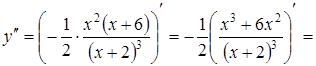 y'' = ( -1/2 · x²(x+6)/(x+2)³ )′ = -1/2 ( (x³+6x²)/(x+2)³ )′ =